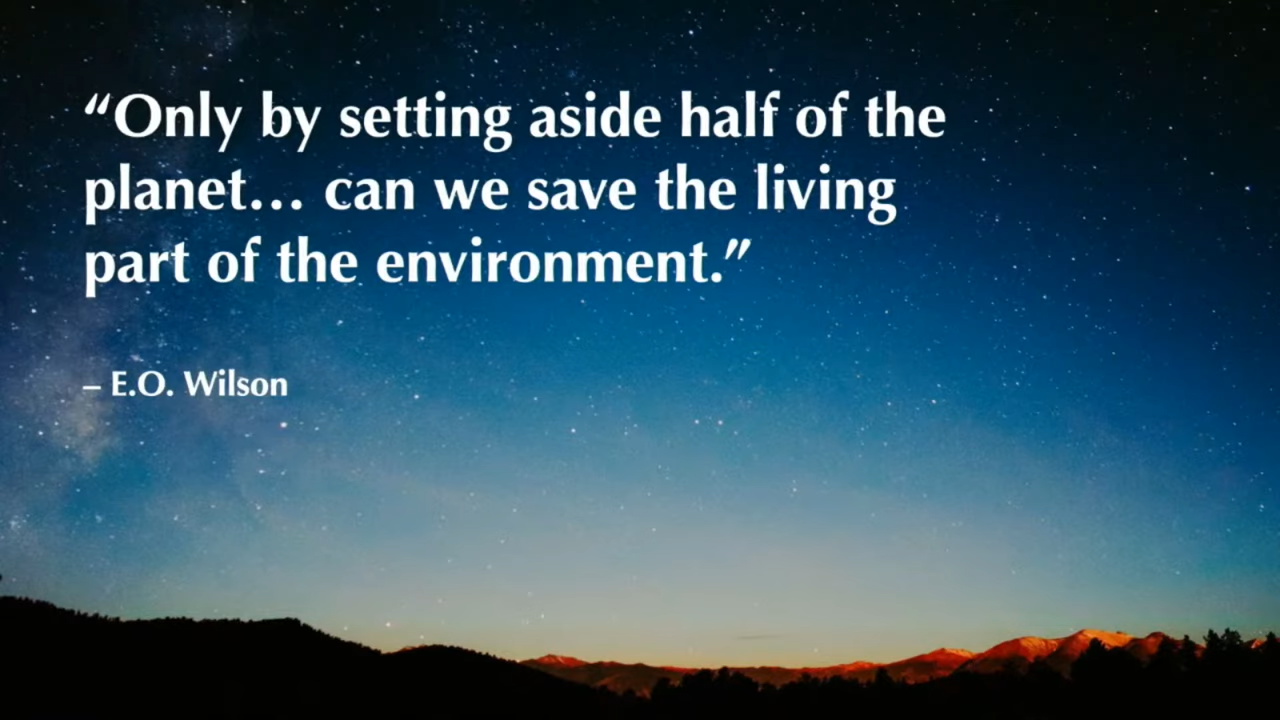 “Only by setting aside half of the
planet… can we save the living
part of the environment.”
– E.O. Wilson